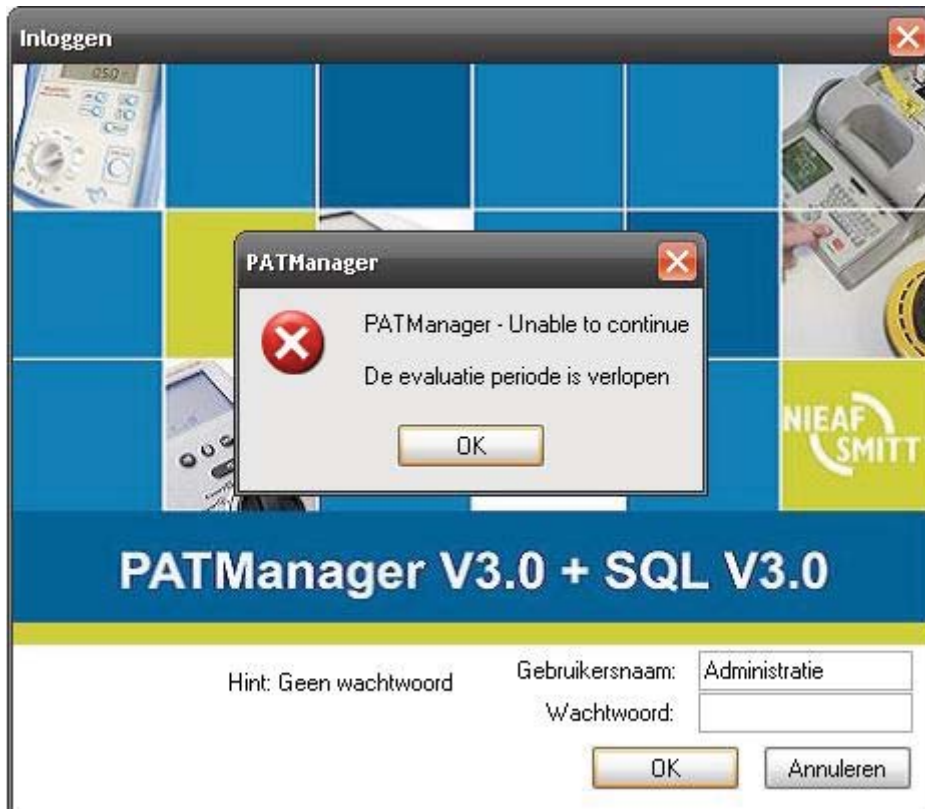 Inloggen
050
PATManager
PATManager - Unable to continue
De evaluatie periode is verlopen
OK
NIEAF
SMITT
PATManager V3.0 + SQL V3.0
Hint: Geen wachtwoord
Gebruikersnaam: Administratie
Wachtwoord:
OK Annuleren